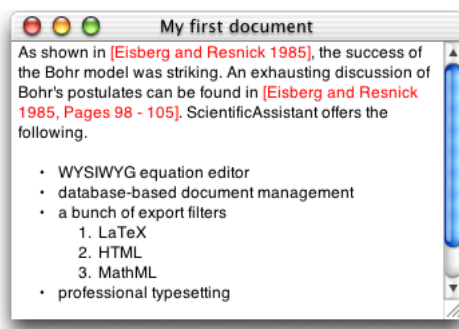 My first document
As shown in [Eisberg and Resnick 1985], the success of
the Bohr model was striking. An exhausting discussion of
Bohr's postulates can be found in [Eisberg and Resnick
1985, Pages 98 - 105]. ScientificAssistant offers the
following.
• WYSIWYG equation editor
• database-based document management
• a bunch of export filters
1. LaTeX
2. HTML
3. MathML
• professional typesetting